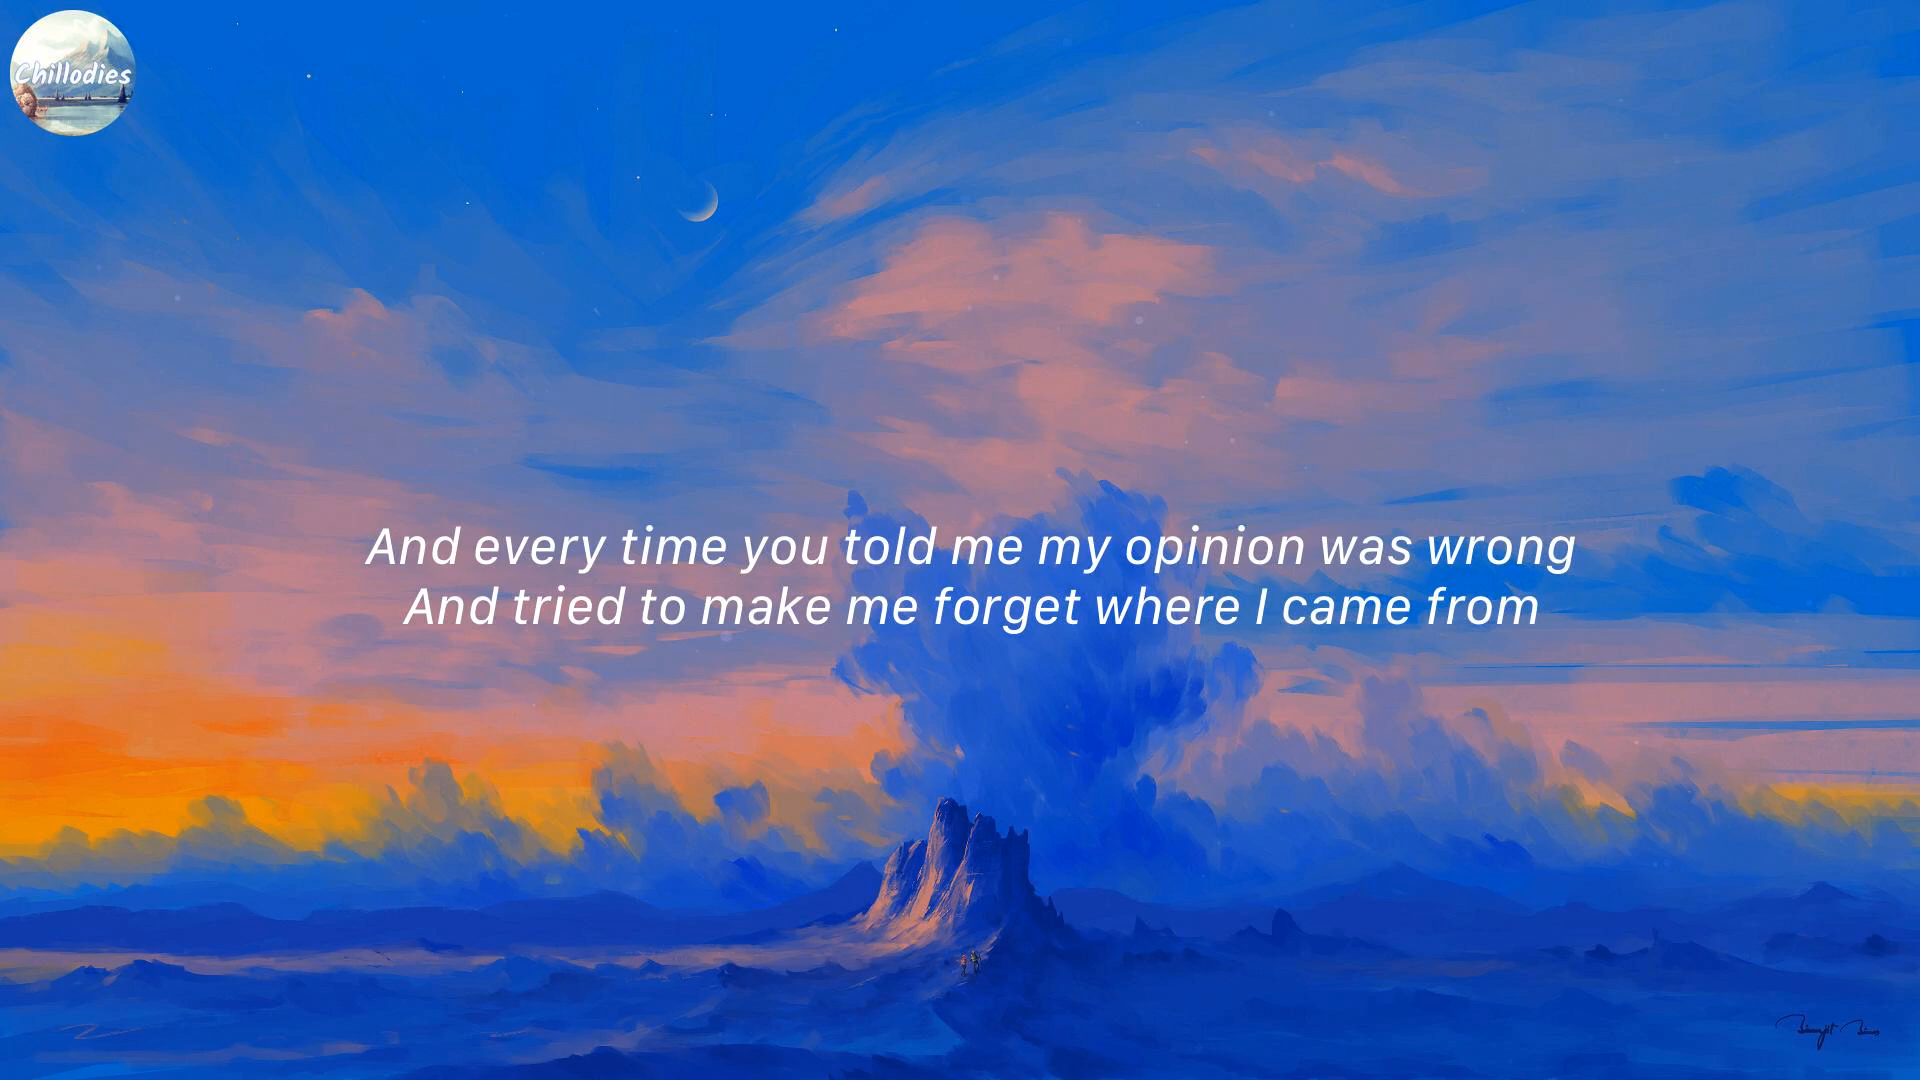 Chillodies
And every time you told me my opinion was wrong
And tried to make me forget where I came from